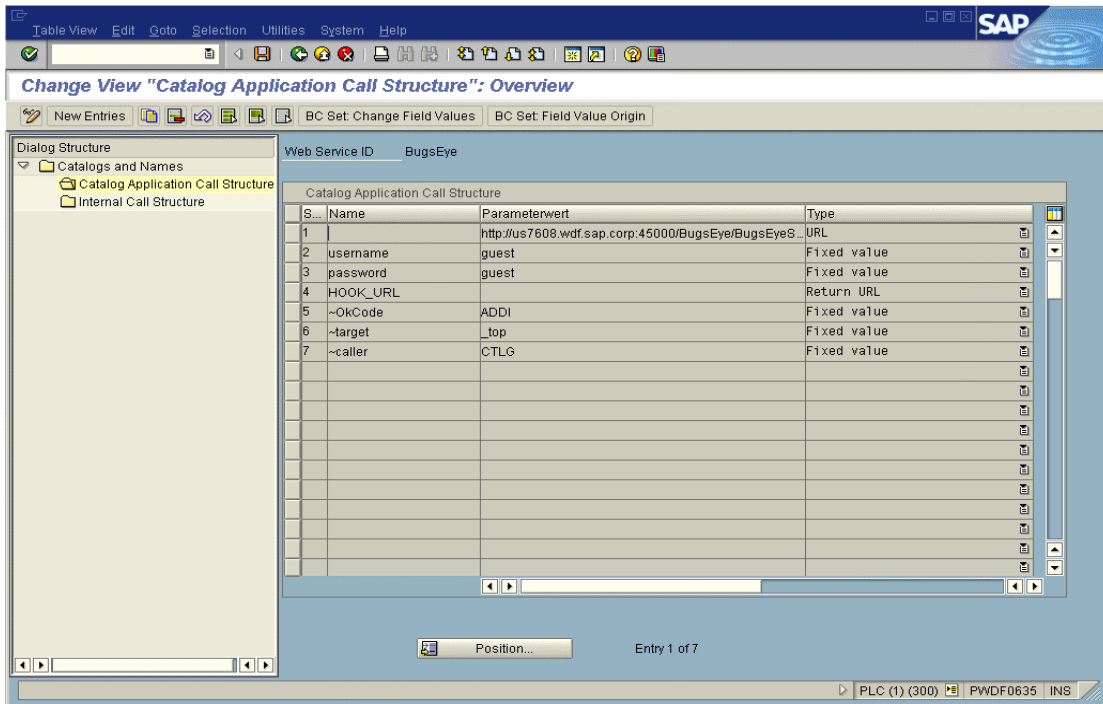 Table View Edit Goto Selection Utilities System Help
SAP
Change View "Catalog Application Call Structure": Overview
New Entries BC Set: Change Field Values BC Set: Field Value Origin
Dialog Structure
Catalogs and Names
Catalog Application Call Structure
Internal Call Structure
Web Service ID BugsEye
Catalog Application Call Structure
S... Name Parameterwert Type
1 http://us7608.wdf.sap.corp:45000/BugsEye/BugsEyeS... URL
2 username guest Fixed value
3 password guest Fixed value
4 HOOK_URL Return URL
5 ~OkCode ADDI Fixed value
6 ~target _top Fixed value
7 ~caller CTLG Fixed value
Position... Entry 1 of 7
PLC (1) (300) PWDF0635 INS